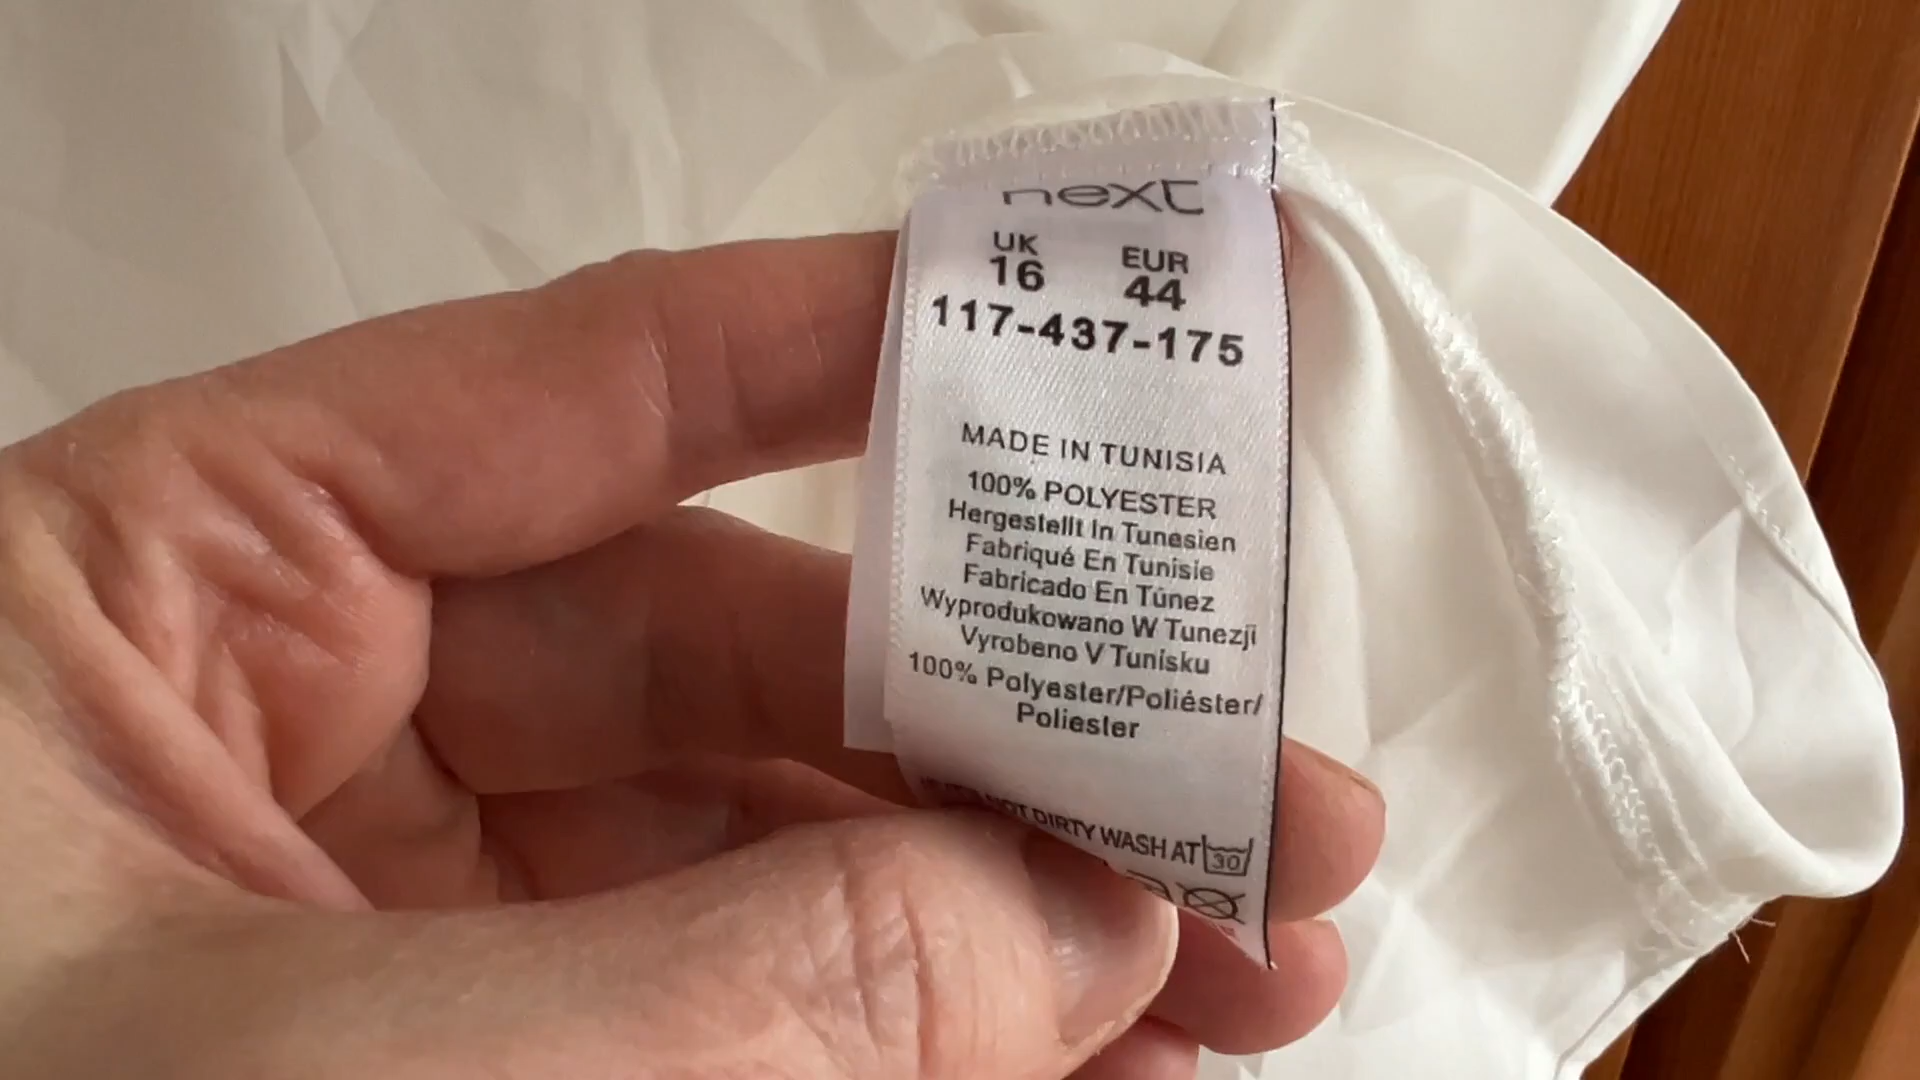 next
UK EUR
16 44
117-437-175
MADE IN TUNISIA
100% POLYESTER
Hergestellt In Tunesien
Fabriqué En Tunisie
Fabricado En Túnez
Wyprodukowano W Tunezji
Vyrobeno V Tunisku
100% Polyester/Poliéster/
Poliester
NOT DIRTY WASH AT 30